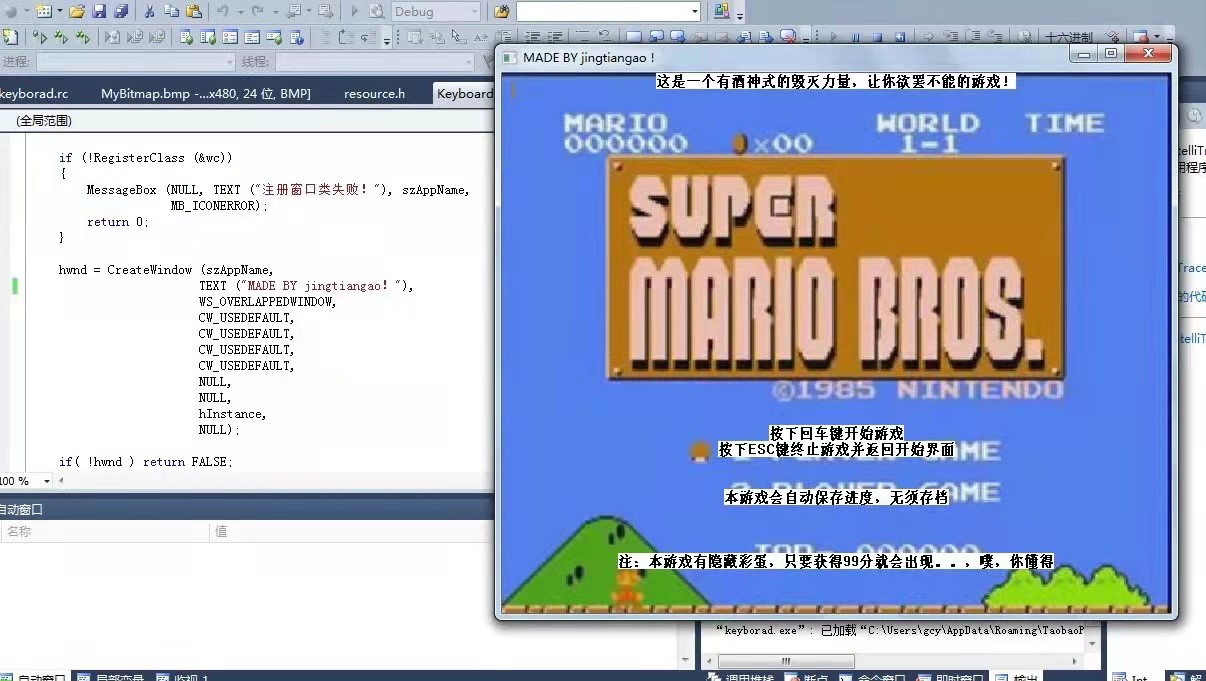 Debug
进程:
线程:
十六进制
keyborad.rc
MyBitmap.bmp -...x480, 24 位, BMP]
resource.h
Keyboard
(全局范围)
if (!RegisterClass (&wc))
{
MessageBox (NULL, TEXT ("注册窗口类失败！"), szAppName,
MB_ICONERROR);
return 0;
}
hwnd = CreateWindow (szAppName,
TEXT ("MADE BY jingtiangao！"),
WS_OVERLAPPEDWINDOW,
CW_USEDEFAULT,
CW_USEDEFAULT,
CW_USEDEFAULT,
CW_USEDEFAULT,
NULL,
NULL,
hInstance,
NULL);
if( !hwnd ) return FALSE;
100 %
自动窗口
名称
值
MADE BY jingtiangao！
这是一个有酒神式的毁灭力量，让你欲罢不能的游戏！
MARIO
WORLD
TIME
000000
×00
1-1
SUPER
MARIO BROS.
©1985 NINTENDO
按下回车键开始游戏
按下ESC键终止游戏并返回开始界面
GAME
本游戏会自动保存进度，无须存档
GAME
注：本游戏有隐藏彩蛋，只要获得99分就会出现..，噗，你懂得
“keyborad.exe”: 已加载“C:\Users\gcy\AppData\Roaming\TaobaoP
自动窗口
局部变量
监视 1
调用堆栈
断点
命令窗口
即时窗口
输出